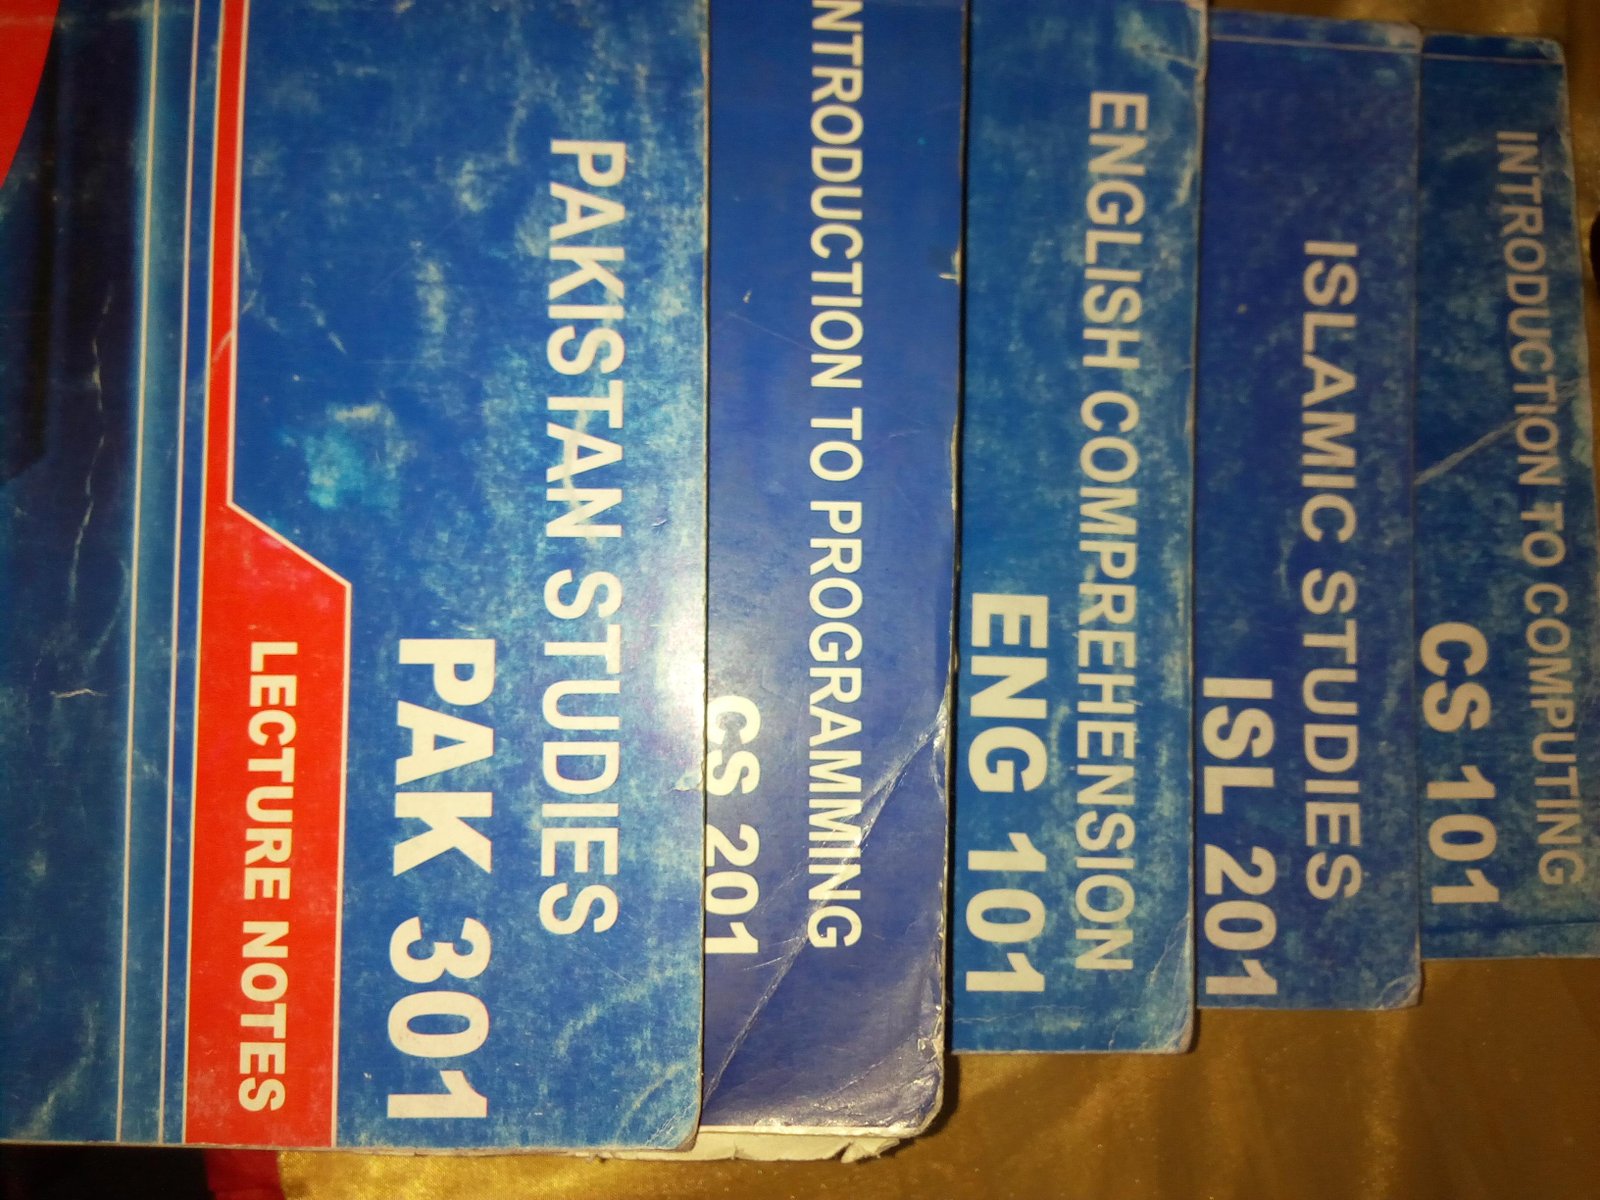 INTRODUCTION TO COMPUTING
CS 101
ISLAMIC STUDIES
ISL 201
ENGLISH COMPREHENSION
ENG 101
NTRODUCTION TO PROGRAMMING
CS 201
PAKISTAN STUDIES
PAK 301
LECTURE NOTES